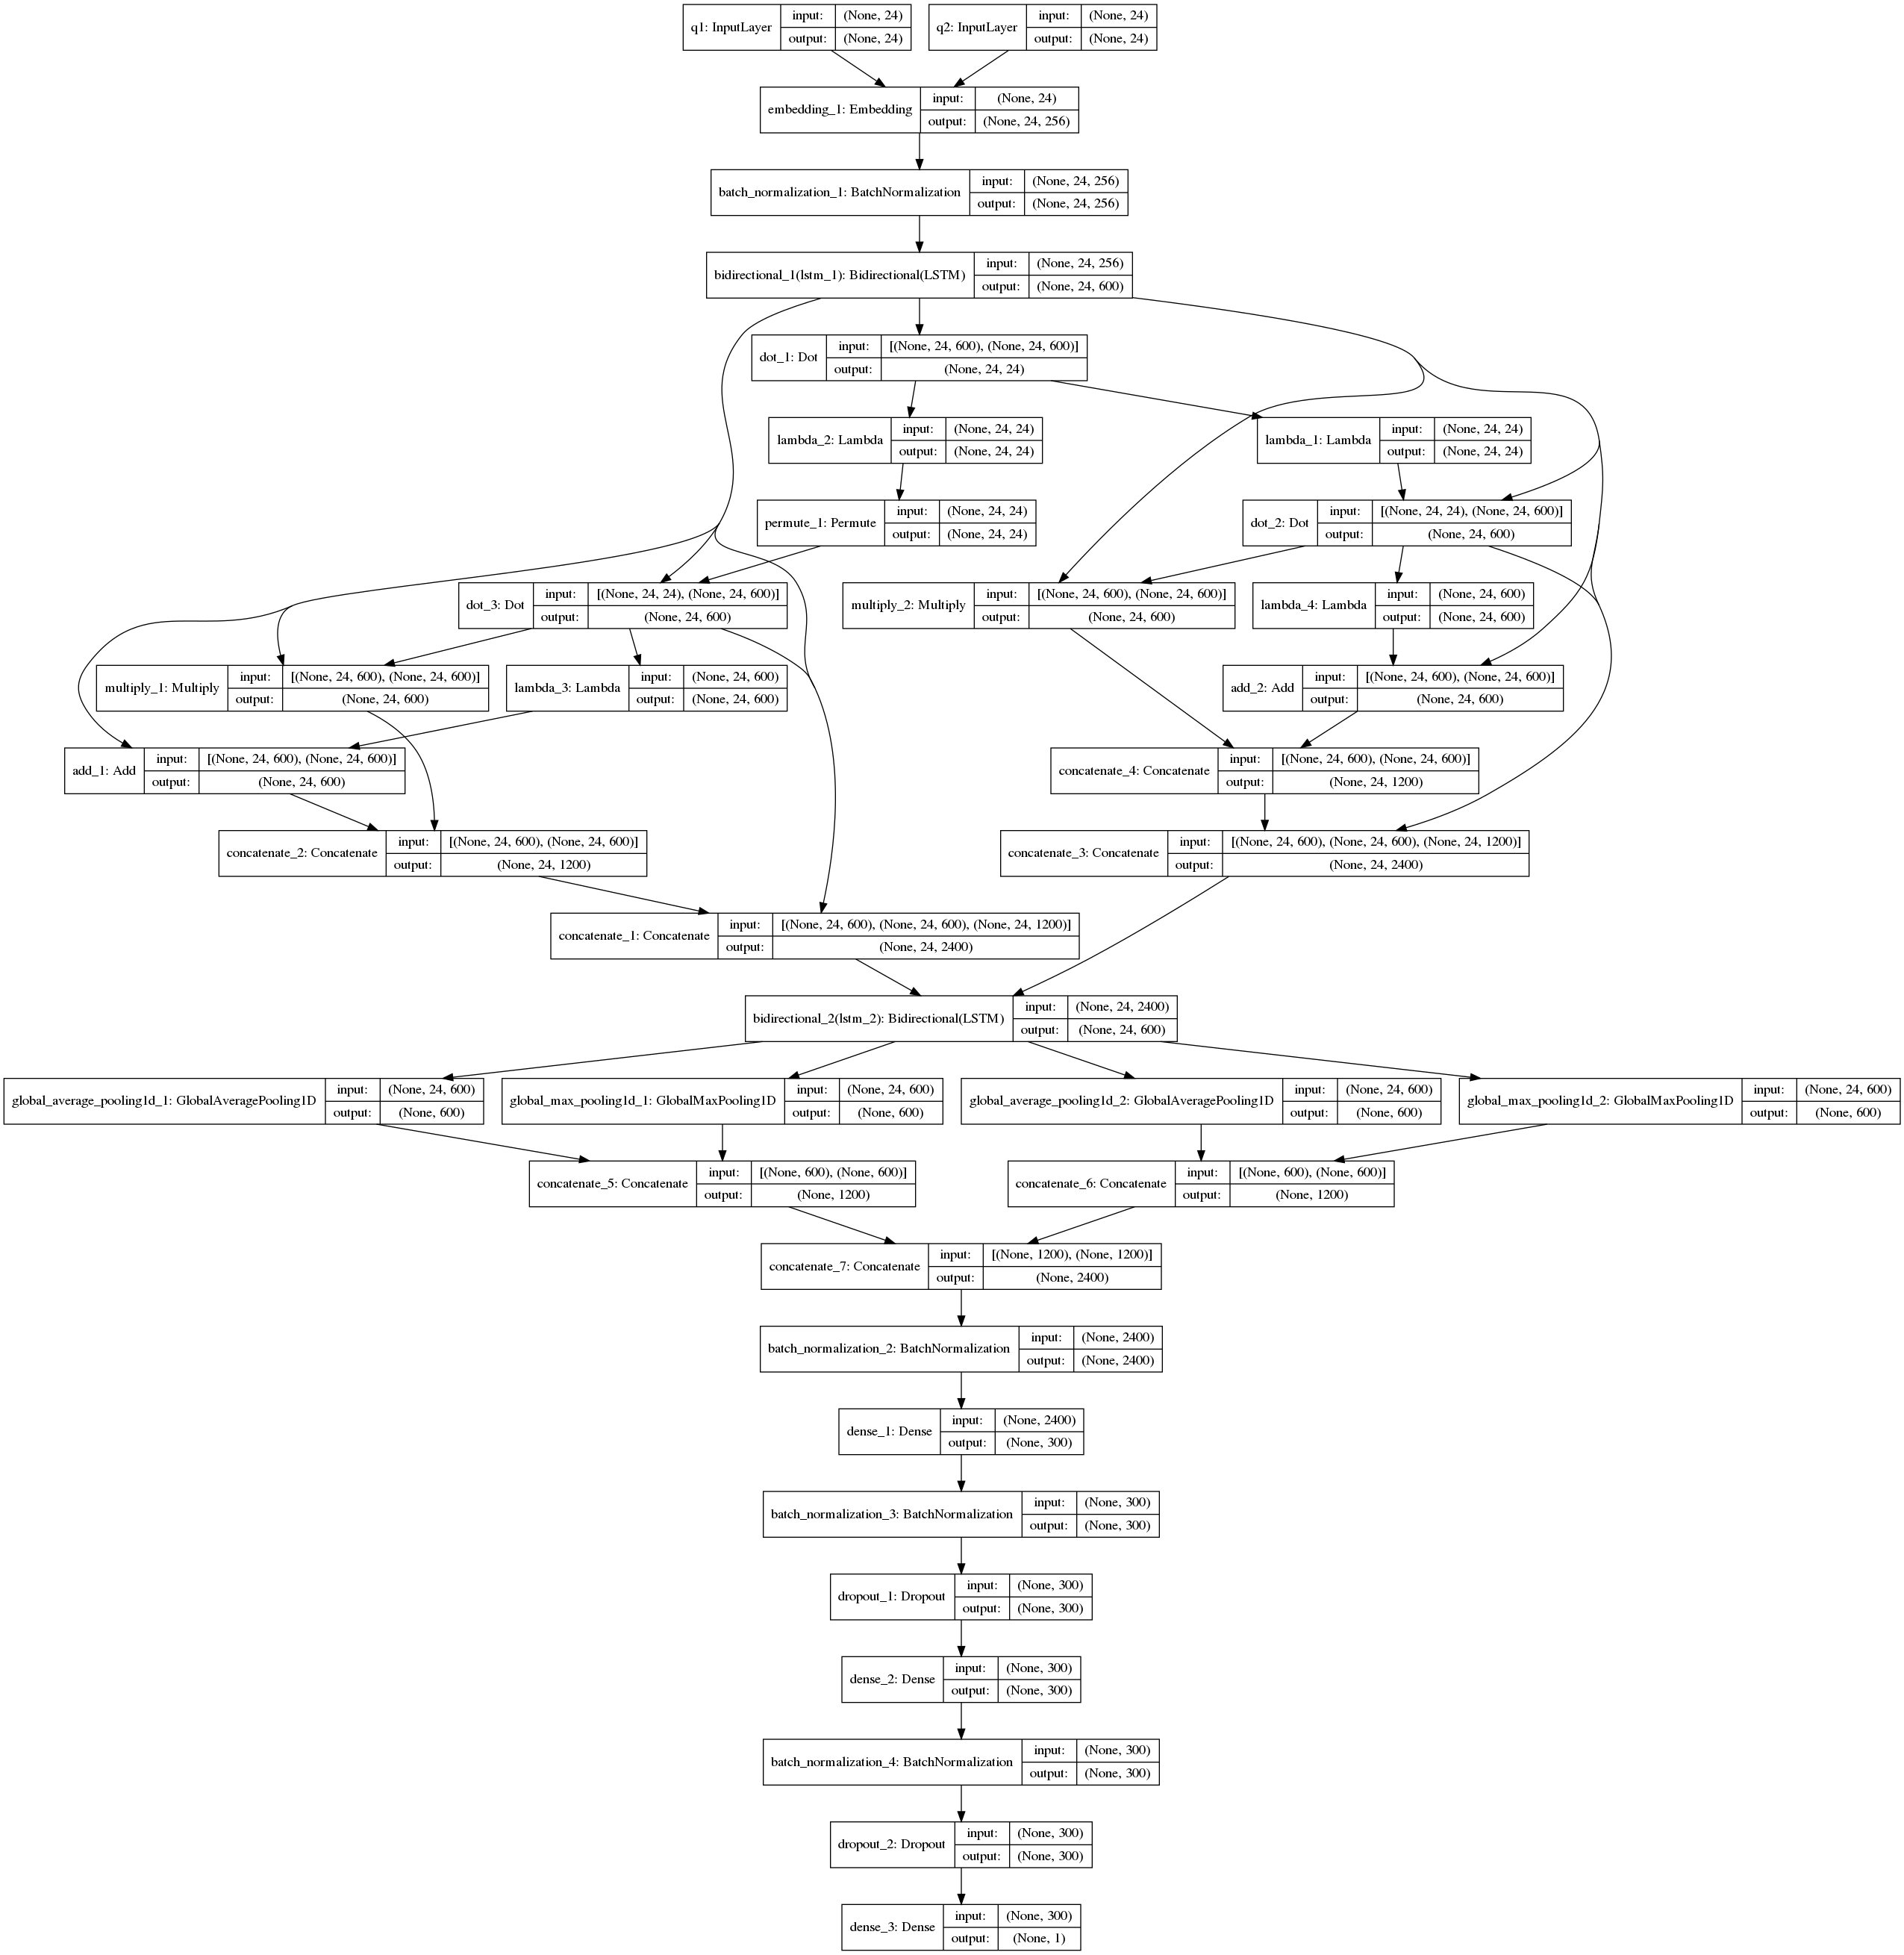 q1: InputLayer input: (None, 24)
output: (None, 24)
q2: InputLayer input: (None, 24)
output: (None, 24)
embedding_1: Embedding input: (None, 24)
output: (None, 24, 256)
batch_normalization_1: BatchNormalization input: (None, 24, 256)
output: (None, 24, 256)
bidirectional_1(lstm_1): Bidirectional(LSTM) input: (None, 24, 256)
output: (None, 24, 600)
dot_1: Dot input: [(None, 24, 600), (None, 24, 600)]
output: (None, 24, 24)
lambda_2: Lambda input: (None, 24, 24)
output: (None, 24, 24)
lambda_1: Lambda input: (None, 24, 24)
output: (None, 24, 24)
permute_1: Permute input: (None, 24, 24)
output: (None, 24, 24)
dot_2: Dot input: [(None, 24, 24), (None, 24, 600)]
output: (None, 24, 600)
dot_3: Dot input: [(None, 24, 24), (None, 24, 600)]
output: (None, 24, 600)
multiply_2: Multiply input: [(None, 24, 600), (None, 24, 600)]
output: (None, 24, 600)
lambda_4: Lambda input: (None, 24, 600)
output: (None, 24, 600)
multiply_1: Multiply input: [(None, 24, 600), (None, 24, 600)]
output: (None, 24, 600)
lambda_3: Lambda input: (None, 24, 600)
output: (None, 24, 600)
add_2: Add input: [(None, 24, 600), (None, 24, 600)]
output: (None, 24, 600)
add_1: Add input: [(None, 24, 600), (None, 24, 600)]
output: (None, 24, 600)
concatenate_4: Concatenate input: [(None, 24, 600), (None, 24, 600)]
output: (None, 24, 1200)
concatenate_2: Concatenate input: [(None, 24, 600), (None, 24, 600)]
output: (None, 24, 1200)
concatenate_3: Concatenate input: [(None, 24, 600), (None, 24, 600), (None, 24, 1200)]
output: (None, 24, 2400)
concatenate_1: Concatenate input: [(None, 24, 600), (None, 24, 600), (None, 24, 1200)]
output: (None, 24, 2400)
bidirectional_2(lstm_2): Bidirectional(LSTM) input: (None, 24, 2400)
output: (None, 24, 600)
global_average_pooling1d_1: GlobalAveragePooling1D input: (None, 24, 600)
output: (None, 600)
global_max_pooling1d_1: GlobalMaxPooling1D input: (None, 24, 600)
output: (None, 600)
global_average_pooling1d_2: GlobalAveragePooling1D input: (None, 24, 600)
output: (None, 600)
global_max_pooling1d_2: GlobalMaxPooling1D input: (None, 24, 600)
output: (None, 600)
concatenate_5: Concatenate input: [(None, 600), (None, 600)]
output: (None, 1200)
concatenate_6: Concatenate input: [(None, 600), (None, 600)]
output: (None, 1200)
concatenate_7: Concatenate input: [(None, 1200), (None, 1200)]
output: (None, 2400)
batch_normalization_2: BatchNormalization input: (None, 2400)
output: (None, 2400)
dense_1: Dense input: (None, 2400)
output: (None, 300)
batch_normalization_3: BatchNormalization input: (None, 300)
output: (None, 300)
dropout_1: Dropout input: (None, 300)
output: (None, 300)
dense_2: Dense input: (None, 300)
output: (None, 300)
batch_normalization_4: BatchNormalization input: (None, 300)
output: (None, 300)
dropout_2: Dropout input: (None, 300)
output: (None, 300)
dense_3: Dense input: (None, 300)
output: (None, 1)